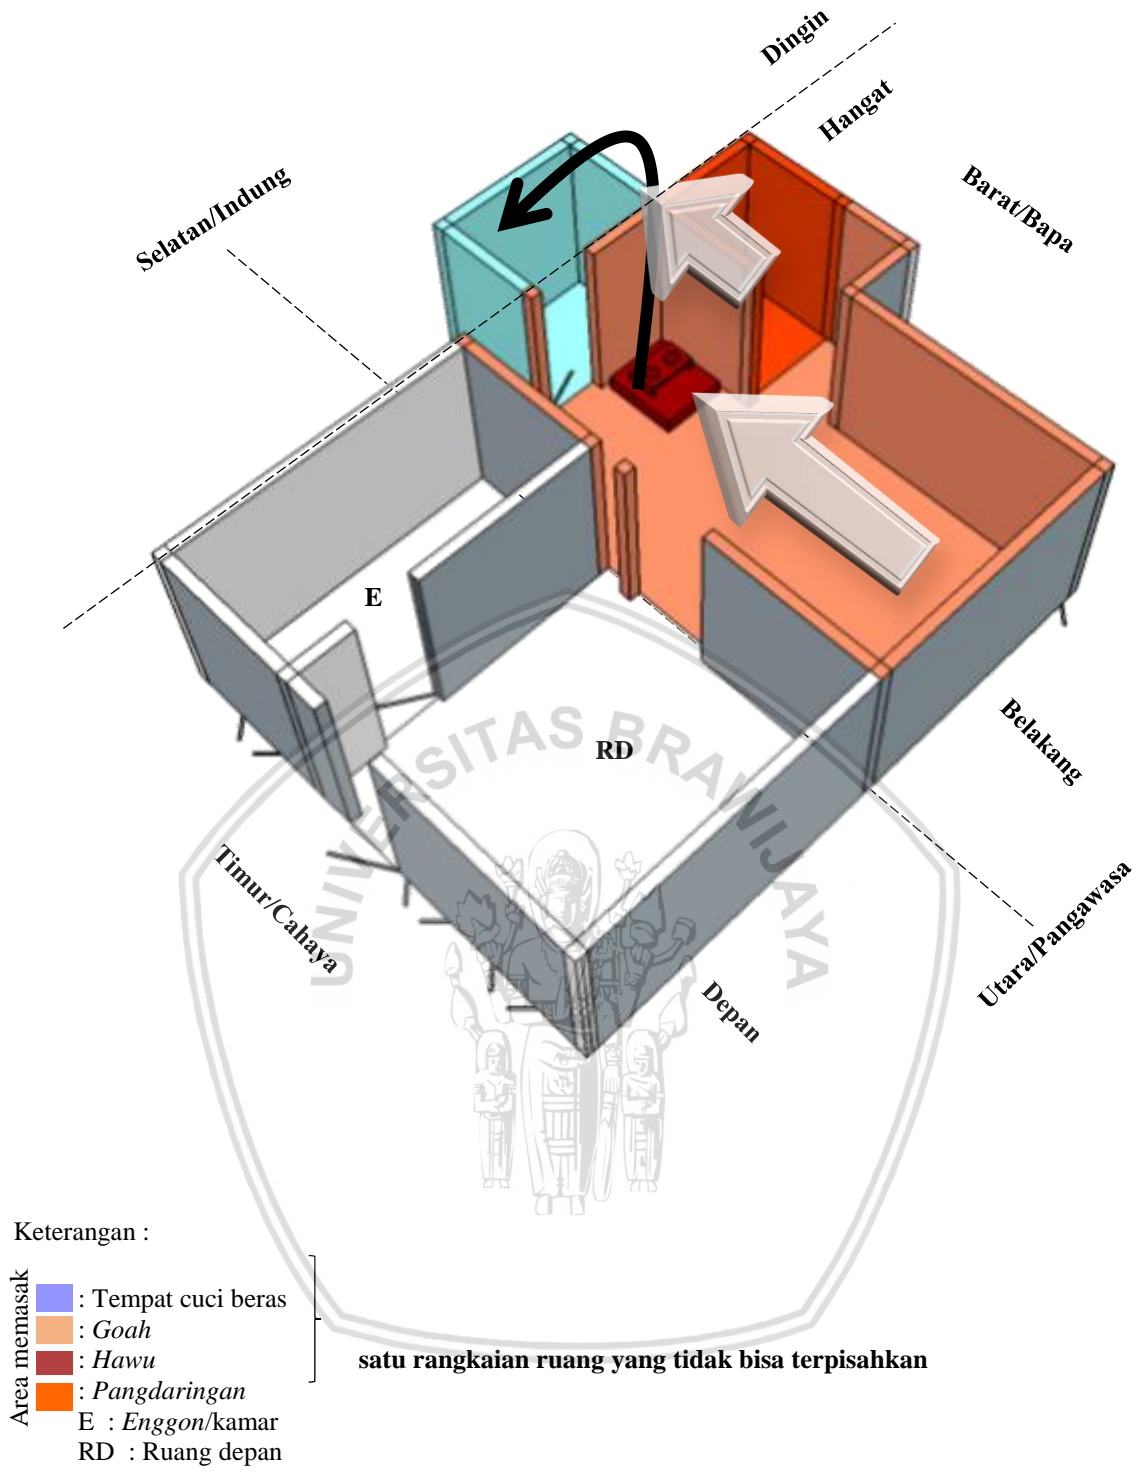 Dingin
Hangat
Barat/Bapa
Selatan/Indung
E
RD
Belakang
Utara/Pangawasa
Timur/Cahaya
Depan
UNIVERSITAS BRAWIJAYA
Keterangan :
Area memasak
: Tempat cuci beras
: Goah
: Hawu
: Pangdaringan
satu rangkaian ruang yang tidak bisa terpisahkan
E : Enggon/kamar
RD : Ruang depan